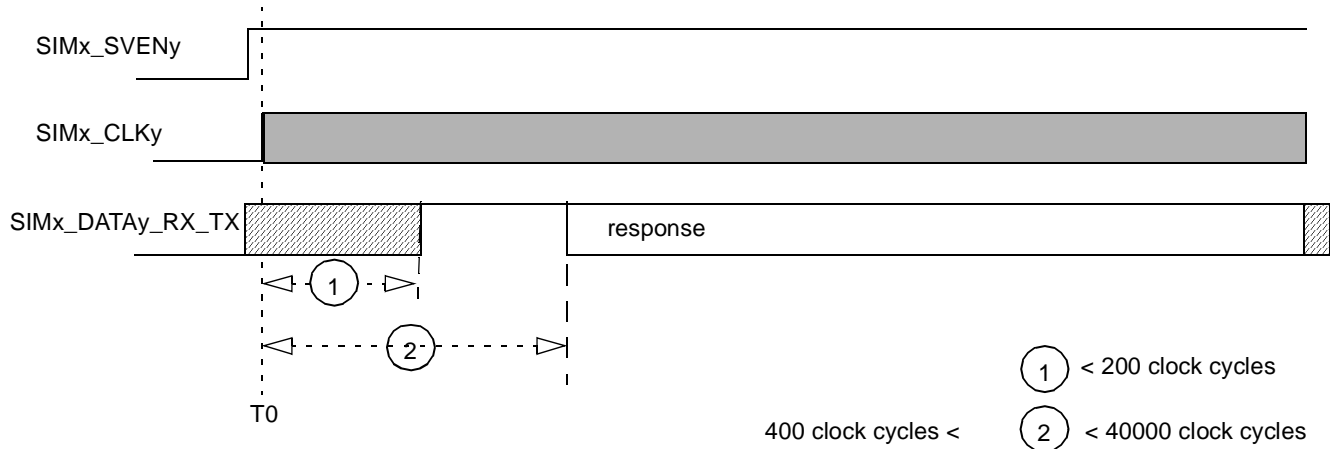 SIMx_SVENy
SIMx_CLKy
SIMx_DATAy_RX_TX
response
1
2
1 < 200 clock cycles
T0
400 clock cycles < 2 < 40000 clock cycles